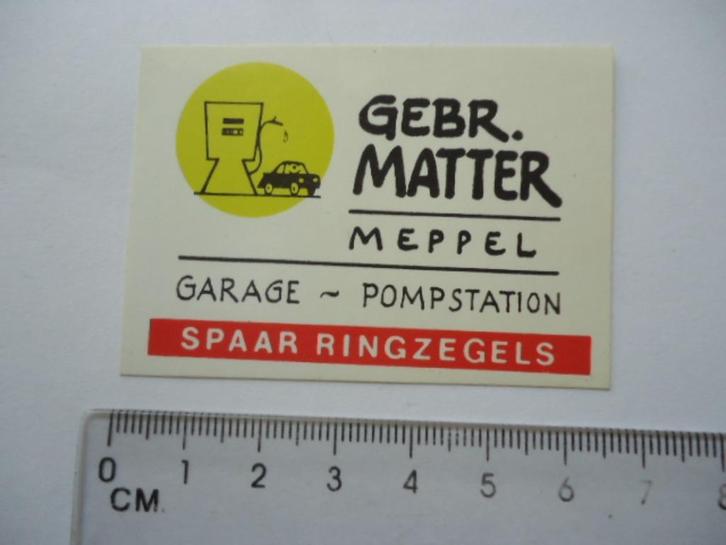 GEBR.
MATTER
MEPPEL
GARAGE ~ POMPSTATION
SPAAR RINGZEGELS
0 1 2 3 4 5 6 7 8
CM.